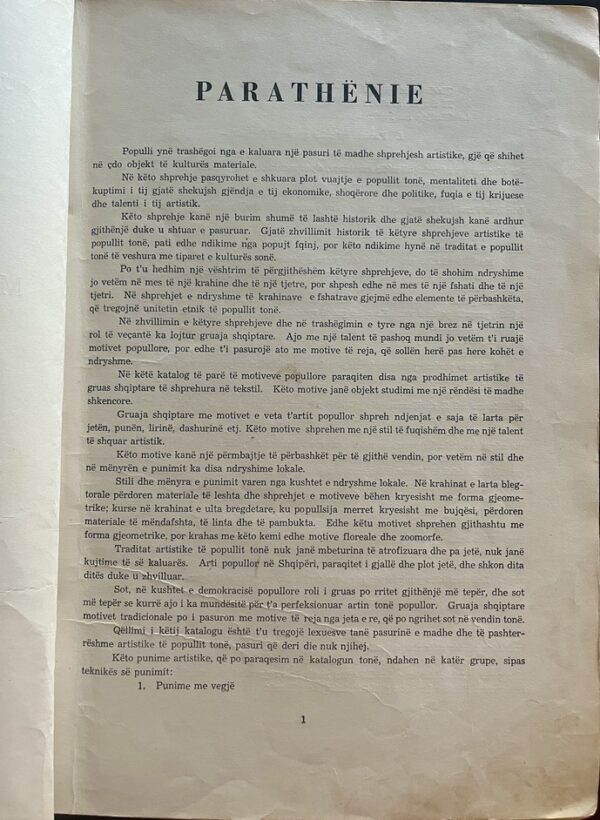 PARATHËNIE
Populli ynë trashëgoi nga e kaluara një pasuri të madhe shprehjesh artistike, gjë që shihet
në çdo objekt të kulturës materiale.
Në këto shprehje pasqyrohet e shkuara plot vuajtje e popullit tonë, mentaliteti dhe botë-
kuptimi i tij gjatë shekujsh gjëndja e tij ekonomike, shoqërore dhe politike, fuqia e tij krijuese
dhe talenti i tij artistik.
Këto shprehje kanë një burim shumë të lashtë historik dhe gjatë shekujsh kanë ardhur
gjithënjë duke u shtuar e pasuruar. Gjatë zhvillimit historik të këtyre shprehjeve artistike të
popullit tonë, pati edhe ndikime nga popujt fqinj, por këto ndikime hynë në traditat e popullit
tonë të veshura me tiparet e kulturës sonë.
Po t'u hedhim një vështrim të përgjithëshëm këtyre shprehjeve, do të shohim ndryshime
jo vetëm në mes të një krahine dhe të një tjetre, por shpesh edhe në mes të një fshati dhe të një
tjetri. Në shprehjet e ndryshme të krahinave e fshatrave gjejmë edhe elemente të përbashkëta,
që tregojnë unitetin etnik të popullit tonë.
Në zhvillimin e këtyre shprehjeve dhe në trashëgimin e tyre nga një brez në tjetrin një
rol të veçantë ka lojtur gruaja shqiptare. Ajo me një talent të pashoq mundi jo vetëm t'i ruajë
motivet popullore, por edhe t'i pasurojë ato me motive të reja, që sollën herë pas here kohët e
ndryshme.
Në këtë katalog të parë të motiveve popullore paraqiten disa nga prodhimet artistike të
gruas shqiptare të shprehura në tekstil. Këto motive janë objekt studimi me një rëndësi të madhe
shkencore.
Gruaja shqiptare me motivet e veta t'artit popullor shpreh ndjenjat e saja të larta për
jetën, punën, lirinë, dashurinë etj. Këto motive shprehen me një stil të fuqishëm dhe me një talent
të shquar artistik.
Këto motive kanë një përmbajtje të përbashkët për të gjithë vendin, por vetëm në stil dhe
në mënyrën e punimit ka disa ndryshime lokale.
Stili dhe mënyra e punimit varen nga kushtet e ndryshme lokale. Në krahinat e larta bleg-
torale përdoren materiale të leshta dhe shprehjet e motiveve bëhen kryesisht me forma gjeome-
trike; kurse në krahinat e ulta bregdetare, ku popullsija merret kryesisht me bujqësi, përdoren
materiale të mëndafshta, të linta dhe të pambukta. Edhe këtu motivet shprehen gjithashtu me
forma gjeometrike, por krahas me këto kemi edhe motive floreale dhe zoomorfe.
Traditat artistike të popullit tonë nuk janë mbeturina të atrofizuara dhe pa jetë, nuk janë
kujtime të së kaluarës. Arti popullor në Shqipëri, paraqitet i gjallë dhe plot jetë, dhe shkon dita
ditës duke u zhvilluar.
Sot, në kushtet e demokracisë popullore roli i gruas po rritet gjithënjë më tepër, dhe sot
më tepër se kurrë ajo i ka mundësitë për t'a perfeksionuar artin tonë popullor. Gruaja shqiptare
motivet tradicionale po i pasuron me motive të reja nga jeta e re, që po ngrihet sot në vendin tonë.
Qëllimi i këtij katalogu është t'u tregojë lexuesve tanë pasurinë e madhe dhe të pashter-
rëshme artistike të popullit tonë, pasuri që deri die nuk njihej.
Këto punime artistike, që po paraqesim në katalogun tonë, ndahen në katër grupe, sipas
teknikës së punimit:
1. Punime me vegjë
1